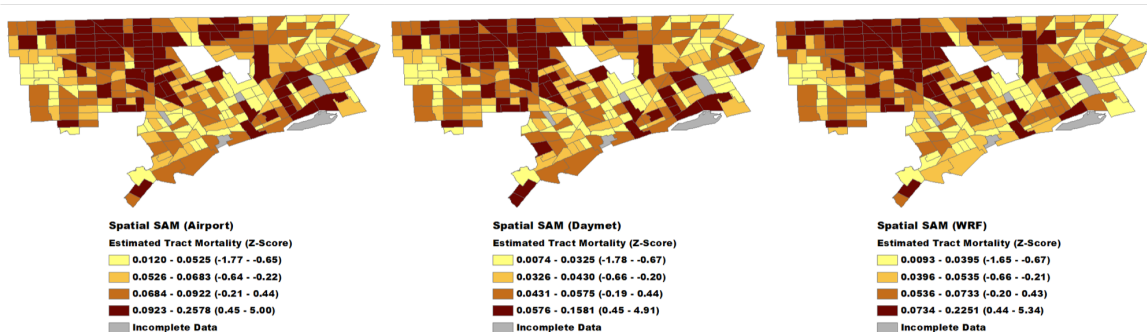 Spatial SAM (Airport)
Estimated Tract Mortality (Z-Score)
0.0120 - 0.0525 (-1.77 - -0.65)
0.0526 - 0.0683 (-0.64 - -0.22)
0.0684 - 0.0922 (-0.21 - 0.44)
0.0923 - 0.2578 (0.45 - 5.00)
Incomplete Data
Spatial SAM (Daymet)
Estimated Tract Mortality (Z-Score)
0.0074 - 0.0325 (-1.78 - -0.67)
0.0326 - 0.0430 (-0.66 - -0.20)
0.0431 - 0.0575 (-0.19 - 0.44)
0.0576 - 0.1581 (0.45 - 4.91)
Incomplete Data
Spatial SAM (WRF)
Estimated Tract Mortality (Z-Score)
0.0093 - 0.0395 (-1.65 - -0.67)
0.0396 - 0.0535 (-0.66 - -0.21)
0.0536 - 0.0733 (-0.20 - 0.43)
0.0734 - 0.2251 (0.44 - 5.34)
Incomplete Data